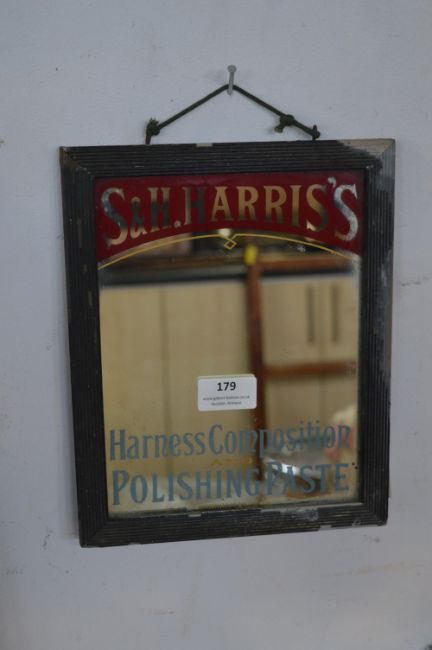 S & H. HARRIS'S
179
Harness Composition
POLISHING PASTE